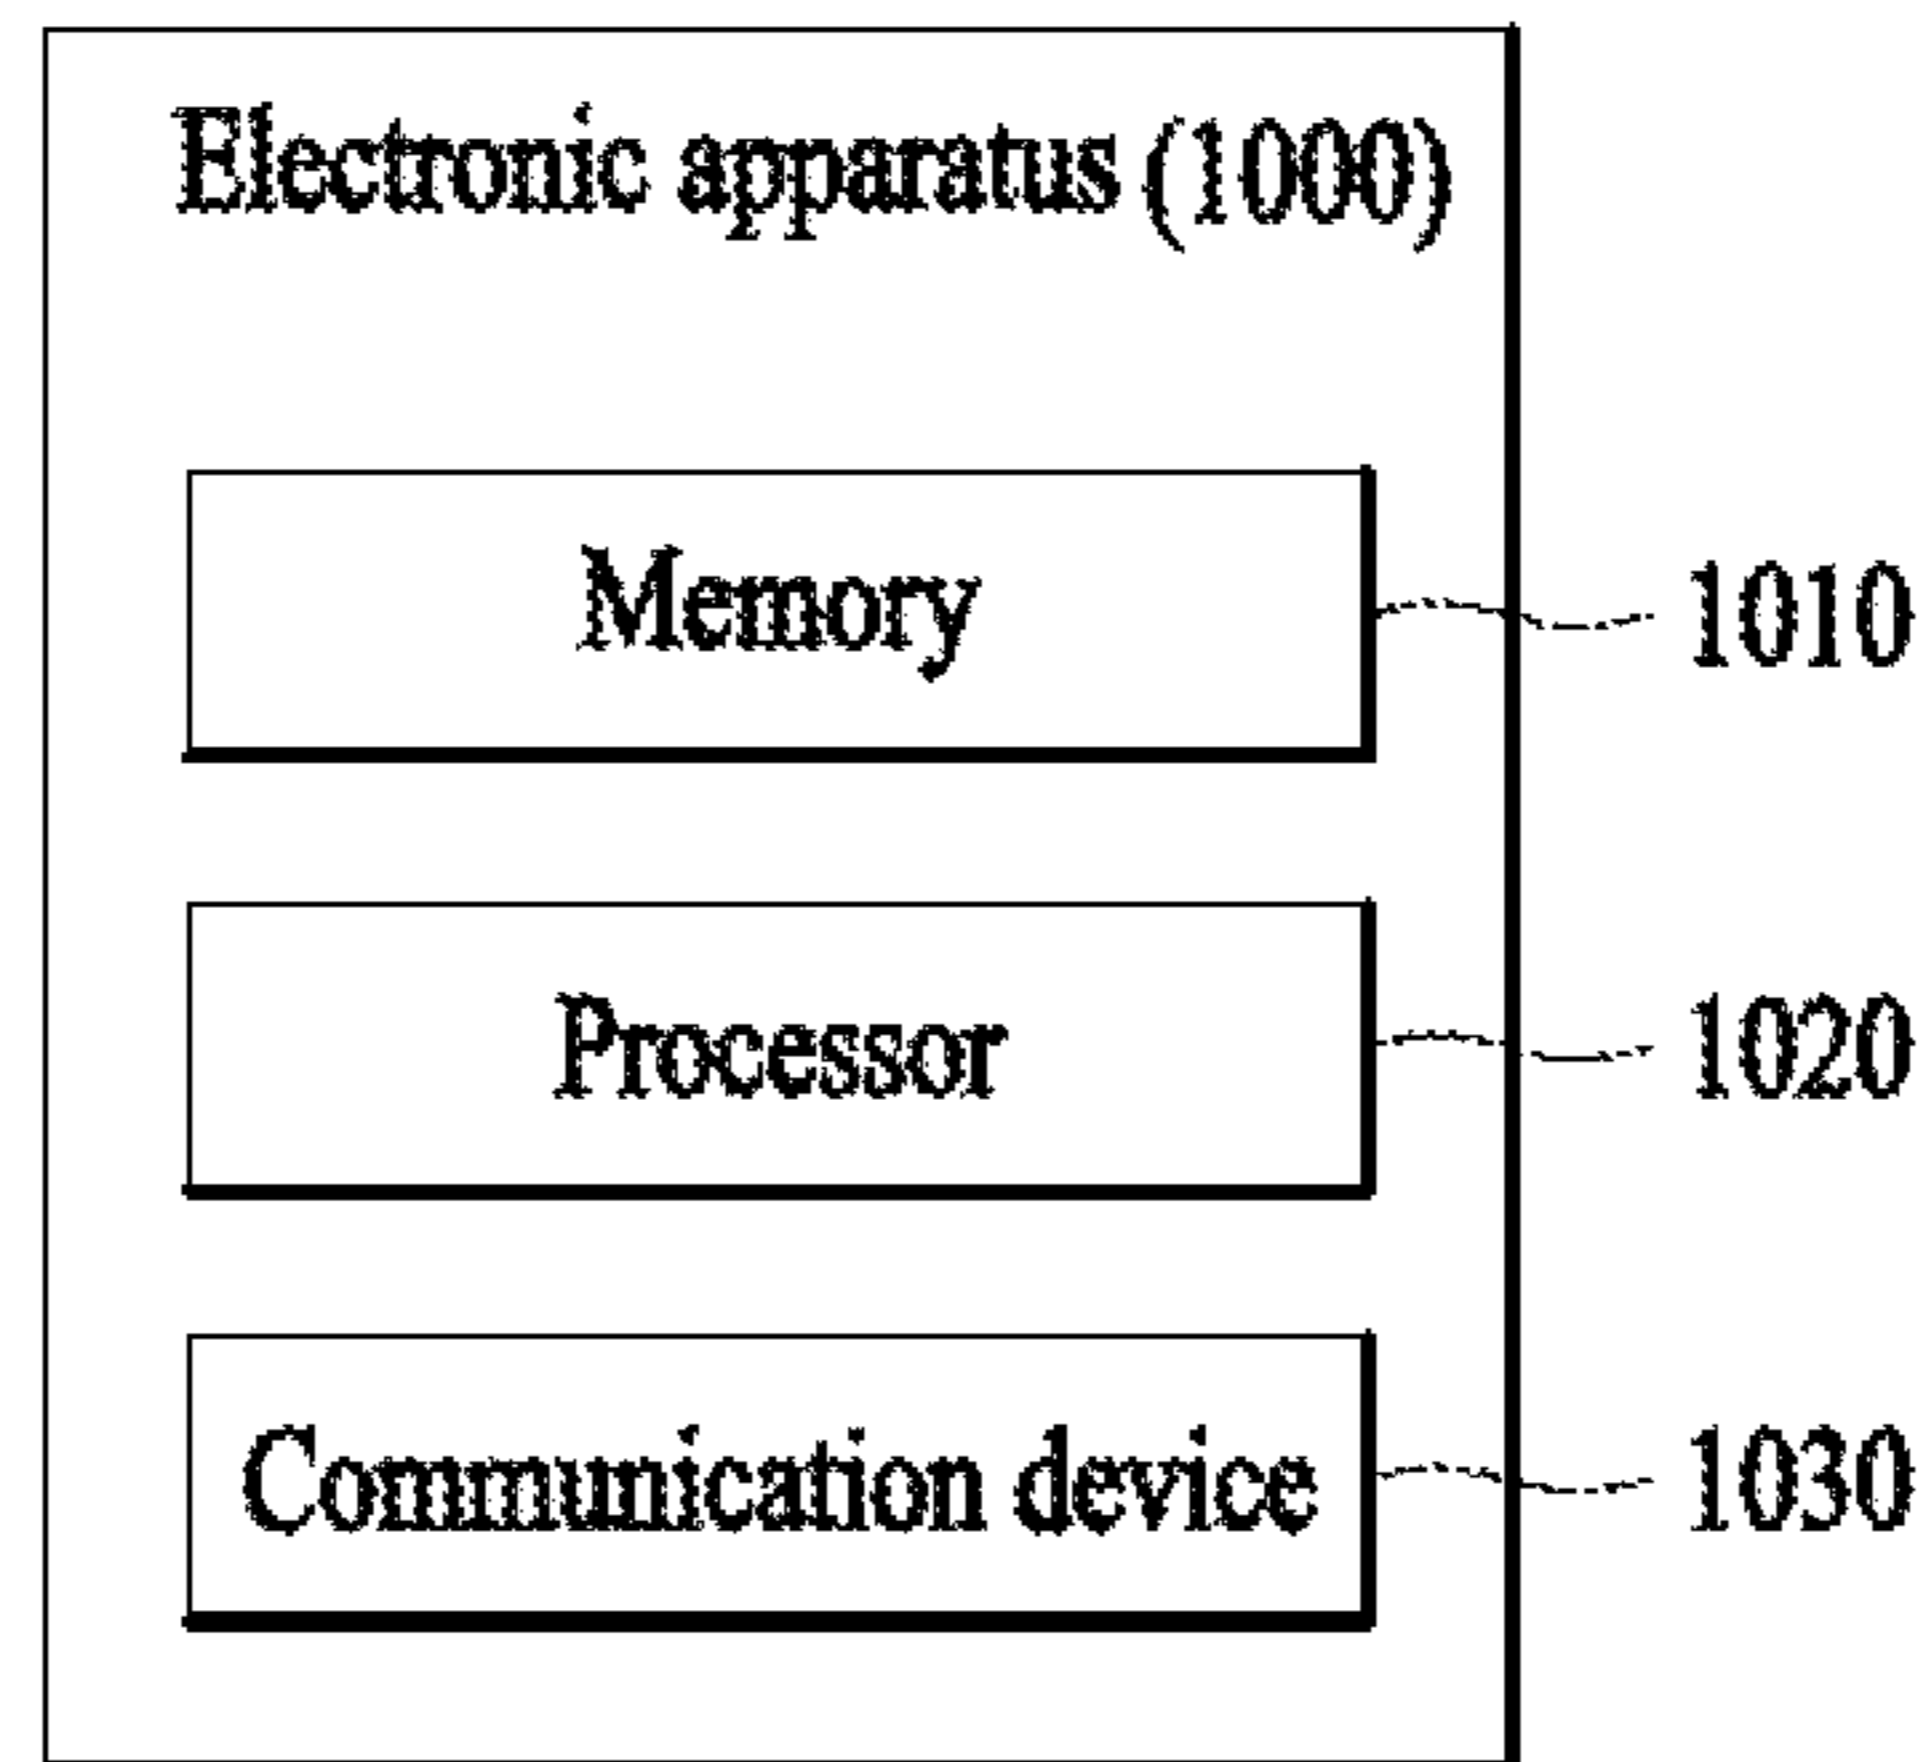 Electronic apparatus (1000)
Memory
1010
Processor
1020
Communication device
1030